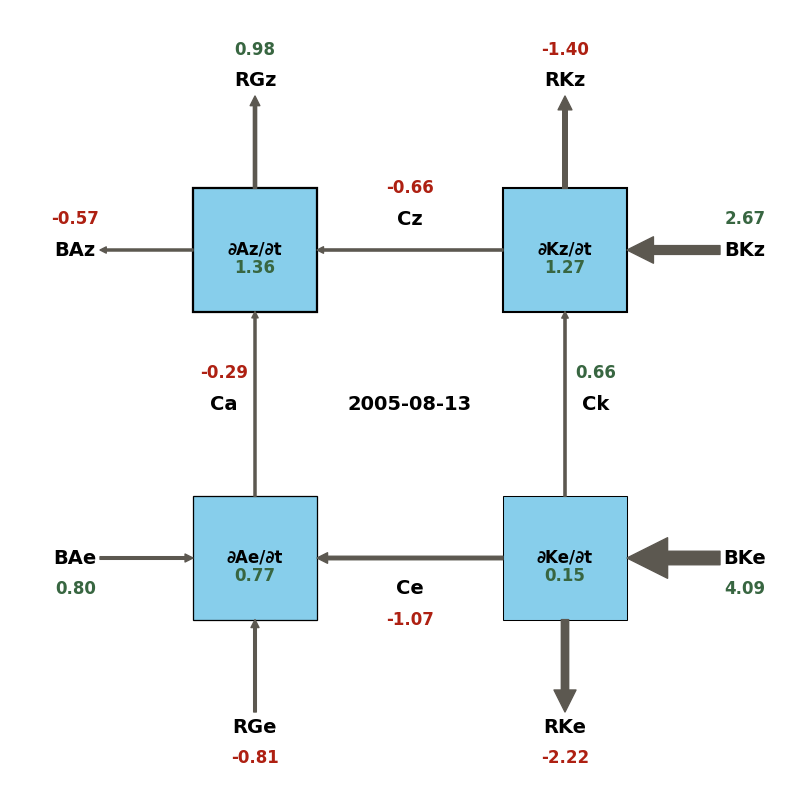 0.98
RGz
-1.40
RKz
-0.57
BAz
∂Az/∂t
1.36
-0.66
Cz
∂Kz/∂t
1.27
2.67
BKz
-0.29
Ca
2005-08-13
0.66
Ck
BAe
0.80
∂Ae/∂t
0.77
Ce
-1.07
∂Ke/∂t
0.15
BKe
4.09
RGe
-0.81
RKe
-2.22